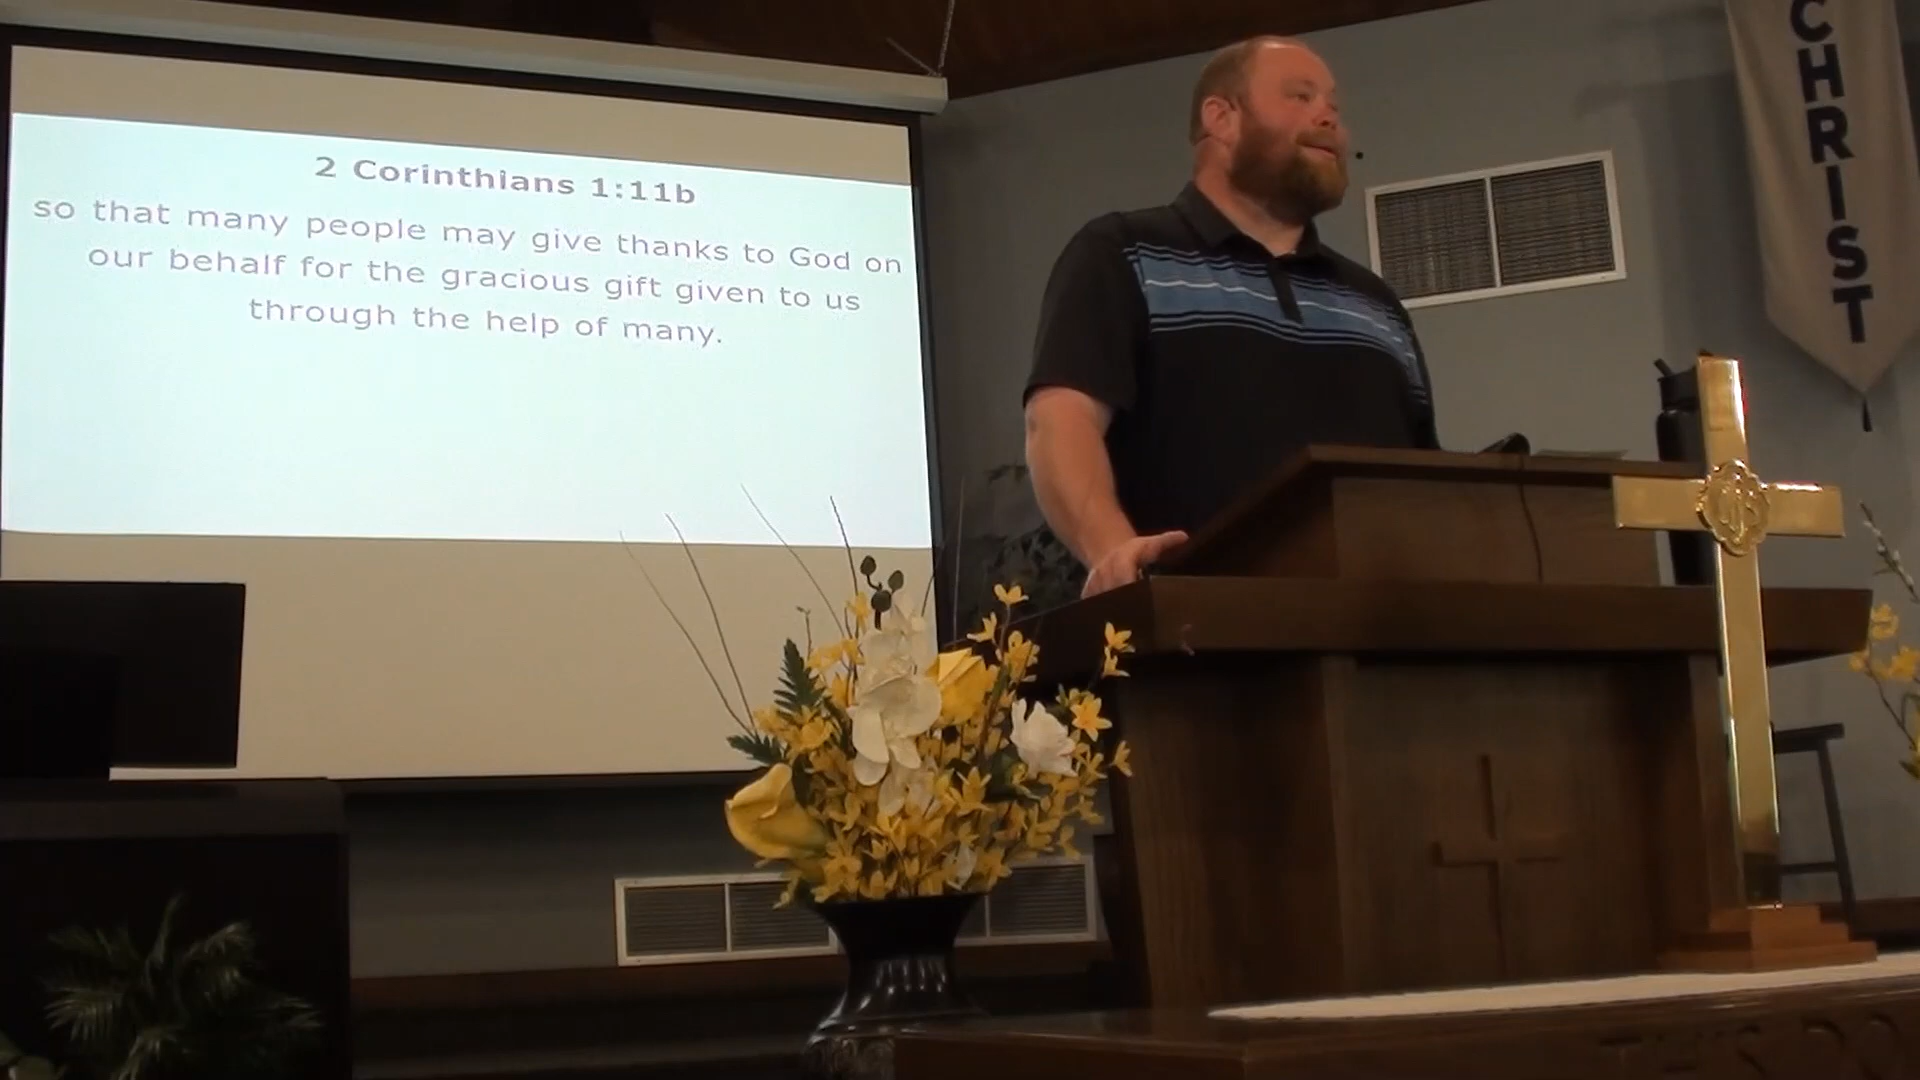 2 Corinthians 1:11b
so that many people may give thanks to God on
our behalf for the gracious gift given to us
through the help of many.
CHRIST